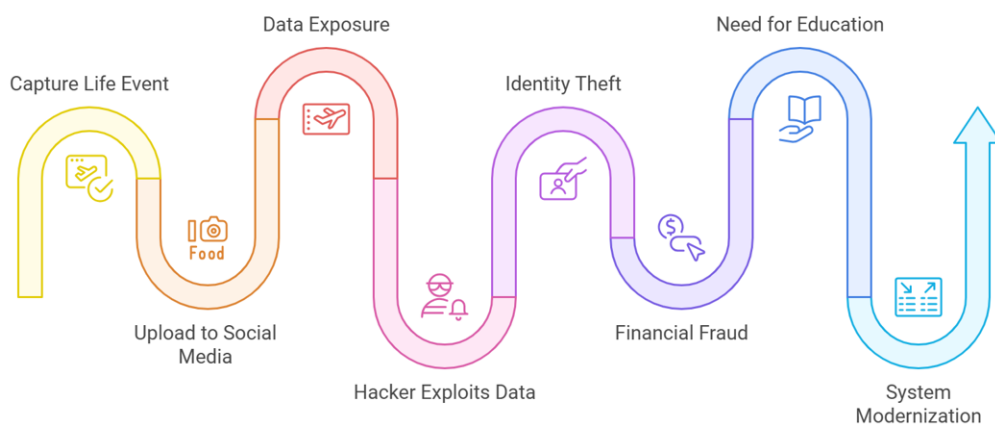 Capture Life Event
Food
Upload to Social
Media
Data Exposure
Hacker Exploits Data
Identity Theft
$
Financial Fraud
Need for Education
System
Modernization